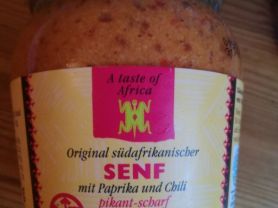 A taste of
Africa
Original südafrikanischer
SENF
mit Paprika und Chili
pikant-scharf